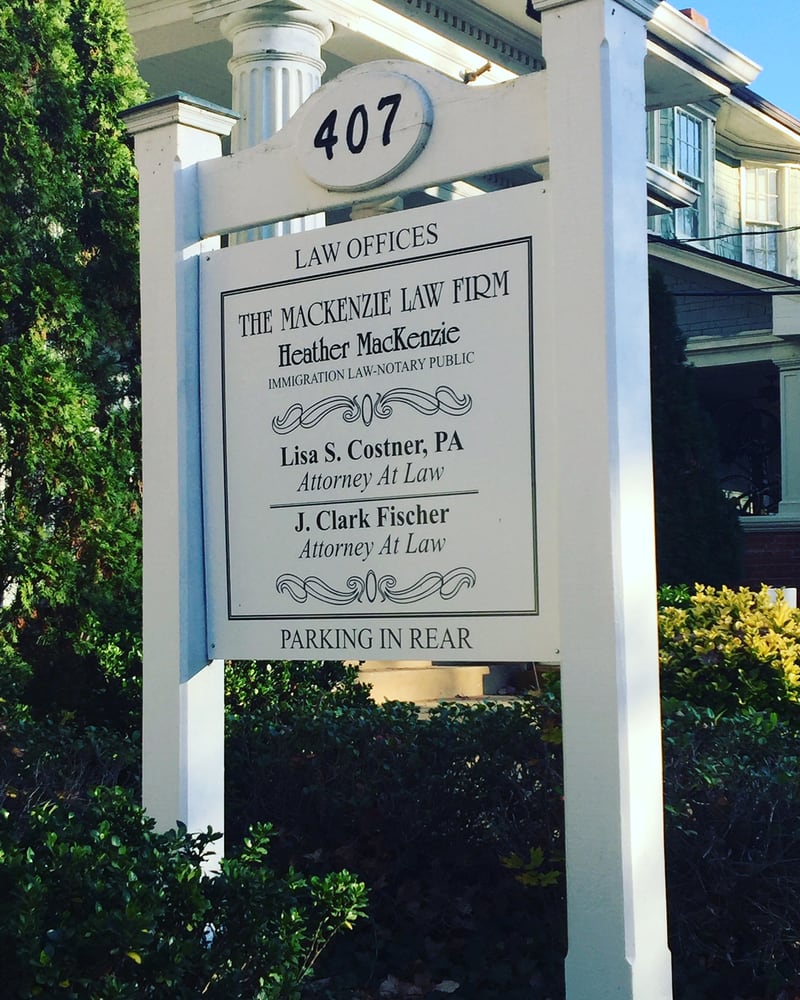 407
LAW OFFICES
THE MACKENZIE LAW FIRM
Heather MacKenzie
IMMIGRATION LAW-NOTARY PUBLIC
Lisa S. Costner, PA
Attorney At Law
J. Clark Fischer
Attorney At Law
PARKING IN REAR